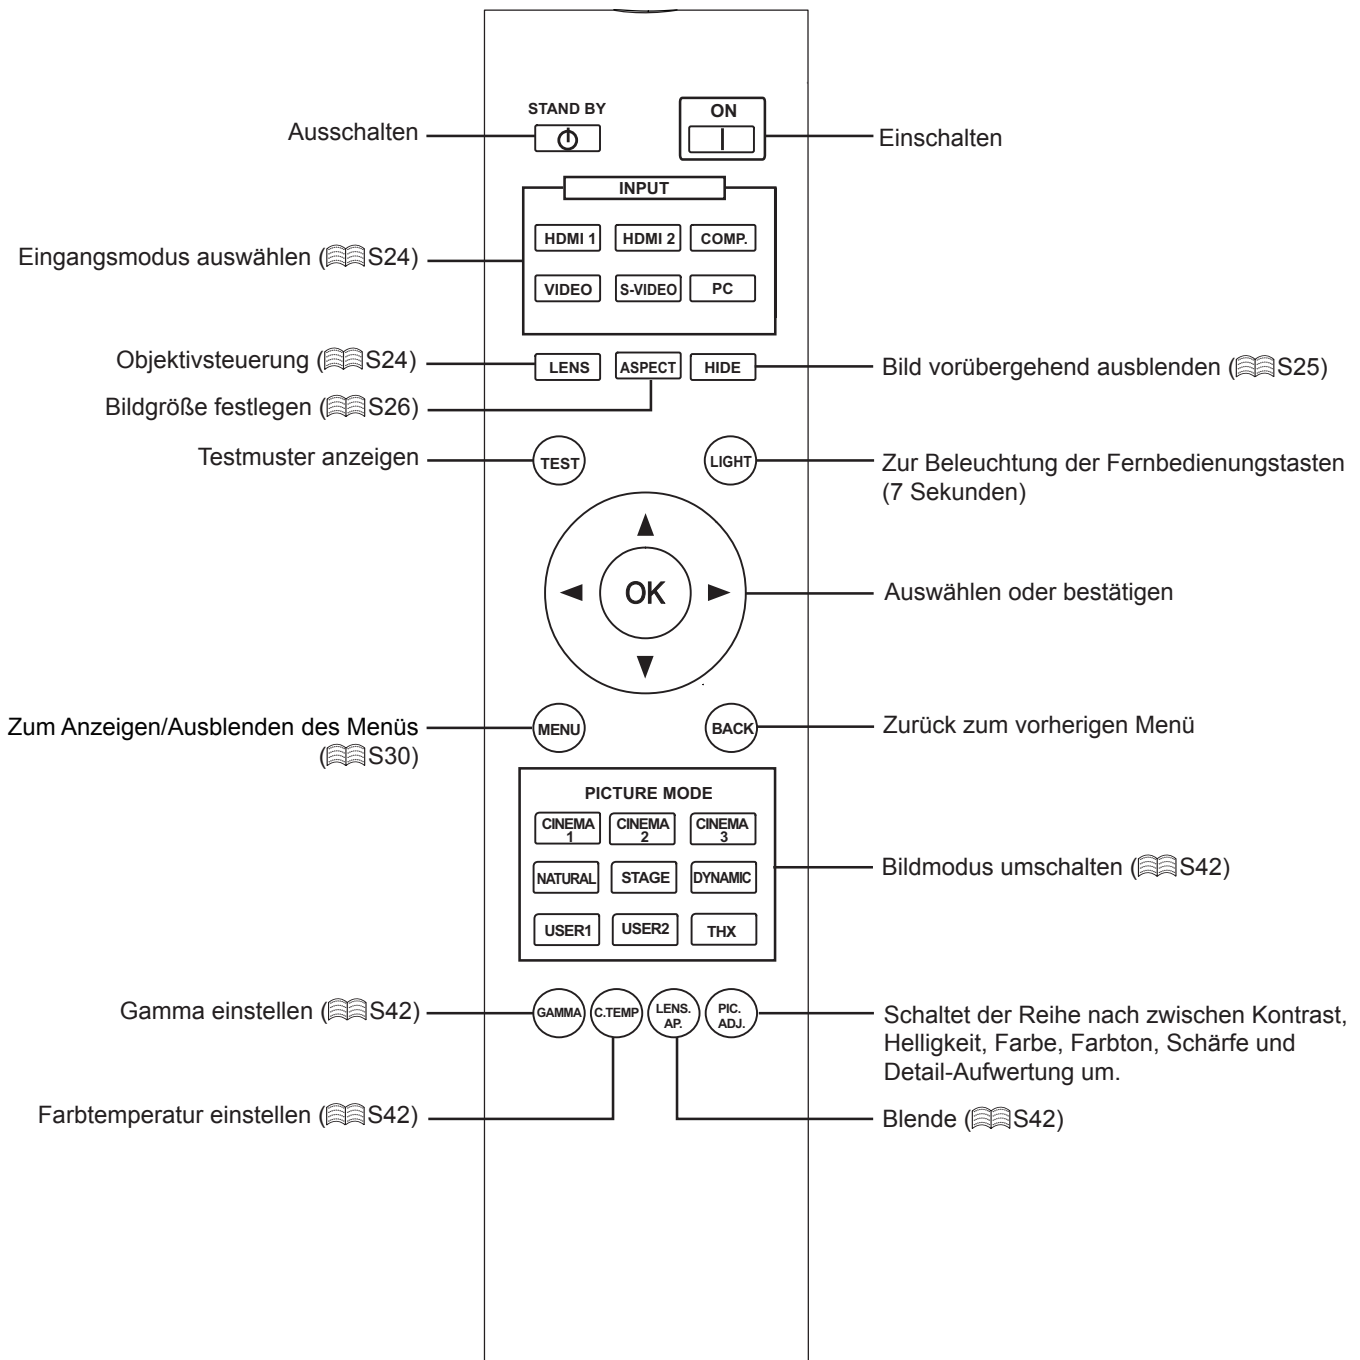 STAND BY
ON
Ausschalten
Einschalten
INPUT
HDMI 1 HDMI 2 COMP.
Eingangsmodus auswählen (S24)
VIDEO S-VIDEO PC
Objektivsteuerung (S24)
LENS ASPECT HIDE
Bild vorübergehend ausblenden (S25)
Bildgröße festlegen (S26)
Testmuster anzeigen
TEST
LIGHT
Zur Beleuchtung der Fernbedienungstasten
(7 Sekunden)
OK
Auswählen oder bestätigen
Zum Anzeigen/Ausblenden des Menüs
(S30)
MENU
BACK
Zurück zum vorherigen Menü
PICTURE MODE
CINEMA
1
CINEMA
2
CINEMA
3
NATURAL STAGE DYNAMIC
Bildmodus umschalten (S42)
USER1 USER2 THX
Gamma einstellen (S42)
GAMMA
C.TEMP
LENS.
AP.
PIC.
ADJ.
Schaltet der Reihe nach zwischen Kontrast,
Helligkeit, Farbe, Farbton, Schärfe und
Detail-Aufwertung um.
Farbtemperatur einstellen (S42)
Blende (S42)